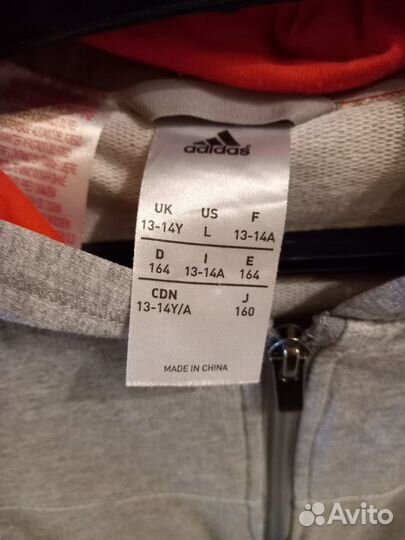 adidas
UK US F
13-14Y L 13-14A
D I E
164 13-14A 164
CDN J
13-14Y/A 160
MADE IN CHINA
Avito